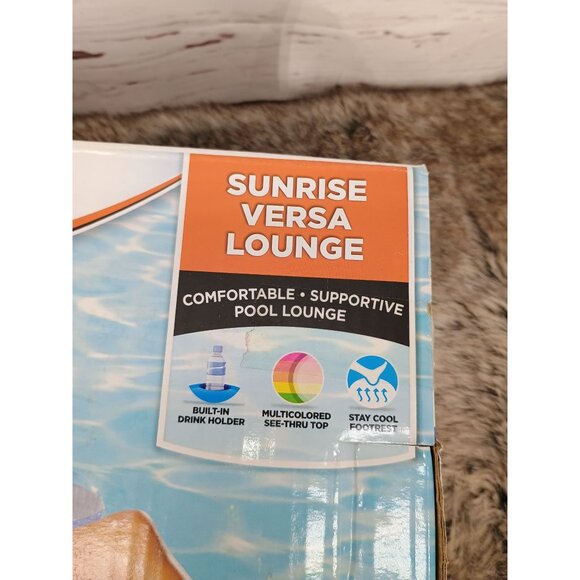 SUNRISE
VERSA
LOUNGE
COMFORTABLE • SUPPORTIVE
POOL LOUNGE
BUILT-IN
DRINK HOLDER
MULTICOLORED
SEE-THRU TOP
STAY COOL
FOOTREST